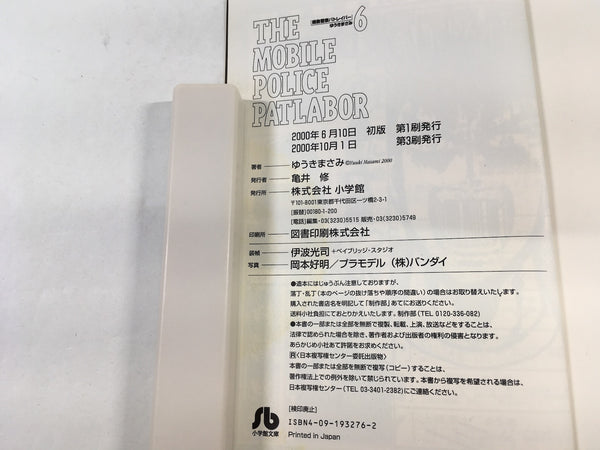 THE
MOBILE
POLICE
PATLABOR
機動警察パトレイバー
ゆうきまさみ
6
2000年6月10日 初版 第1刷発行
2000年10月1日 第3刷発行
著者 ゆうきまさみ ©Yuuki Masami 2000
発行者 亀井 修
発行所 株式会社 小学館
〒101-8001東京都千代田区一ツ橋2-3-1
[振替]00180-1-200
[電話]編集・03(3230)5515 販売・03(3230)5749
印刷所 図書印刷株式会社
装幀 伊波光司+ベイブリッジ・スタジオ
写真 岡本好明/プラモデル(株)バンダイ
●造本にはじゅうぶん注意しておりますが、
落丁・乱丁(本のページの抜け落ちや順序の間違い)の場合はお取り替えいたします。
購入された書店名を明記して「制作部」あてにお送りください。
送料小社負担にておとりかえいたします。制作部(TEL 0120-336-082)
●本書の一部または全部を無断で複製、転載、上演、放送などをすることは、
法律で認められた場合を除き、著作者および出版者の権利の侵害となります。
あらかじめ小社あて許諾をお求めください。
R〈日本複写権センター委託出版物〉
本書の一部または全部を無断で複写(コピー)することは、
著作権法上での例外を除いて禁じられています。本書から複写を希望される場合は、
日本複写権センター(TEL 03-3401-2382)にご連絡ください。
小学館文庫
[検印廃止]
ISBN4-09-193276-2
Printed in Japan